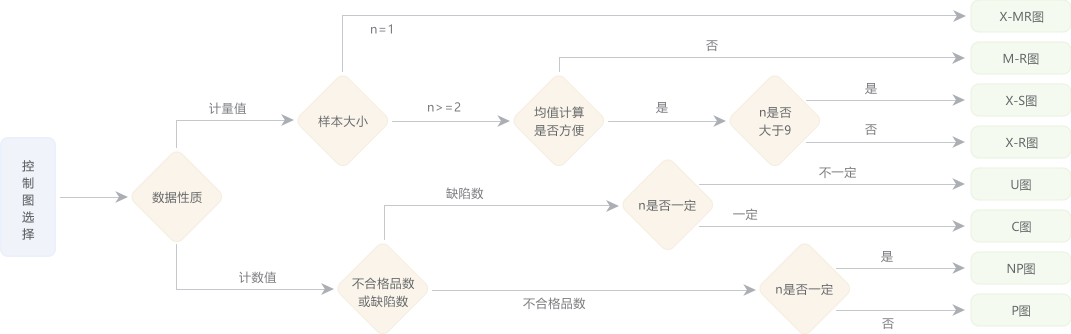 X-MR图
n=1
否
M-R图
计量值
样本大小
n>=2
均值计算
是否方便
是
n是否
大于9
是
X-S图
否
X-R图
控
制
图
选
择
数据性质
缺陷数
n是否一定
不一定
U图
一定
C图
计数值
不合格品数
或缺陷数
不合格品数
n是否一定
是
NP图
否
P图